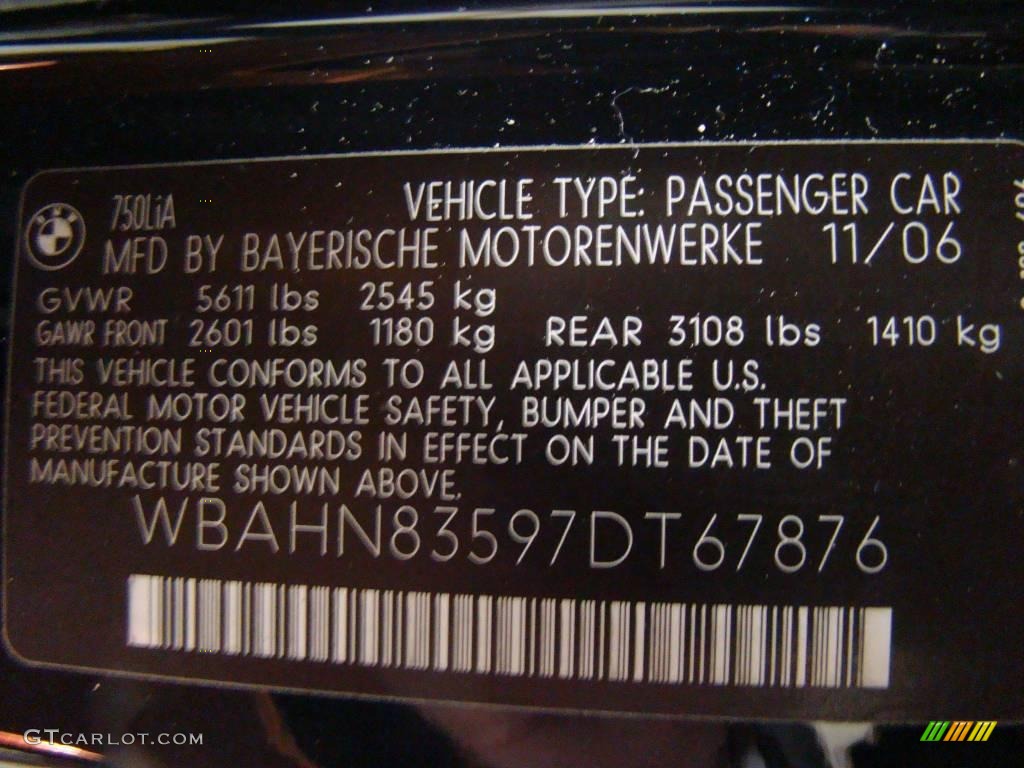 750LiA
VEHICLE TYPE: PASSENGER CAR
MFD BY BAYERISCHE MOTORENWERKE 11/06
GVWR 5611 lbs 2545 kg
GAWR FRONT 2601 lbs 1180 kg REAR 3108 lbs 1410 kg
THIS VEHICLE CONFORMS TO ALL APPLICABLE U.S.
FEDERAL MOTOR VEHICLE SAFETY, BUMPER AND THEFT
PREVENTION STANDARDS IN EFFECT ON THE DATE OF
MANUFACTURE SHOWN ABOVE.
WBAHN83597DT67876
GTCARLOT.COM